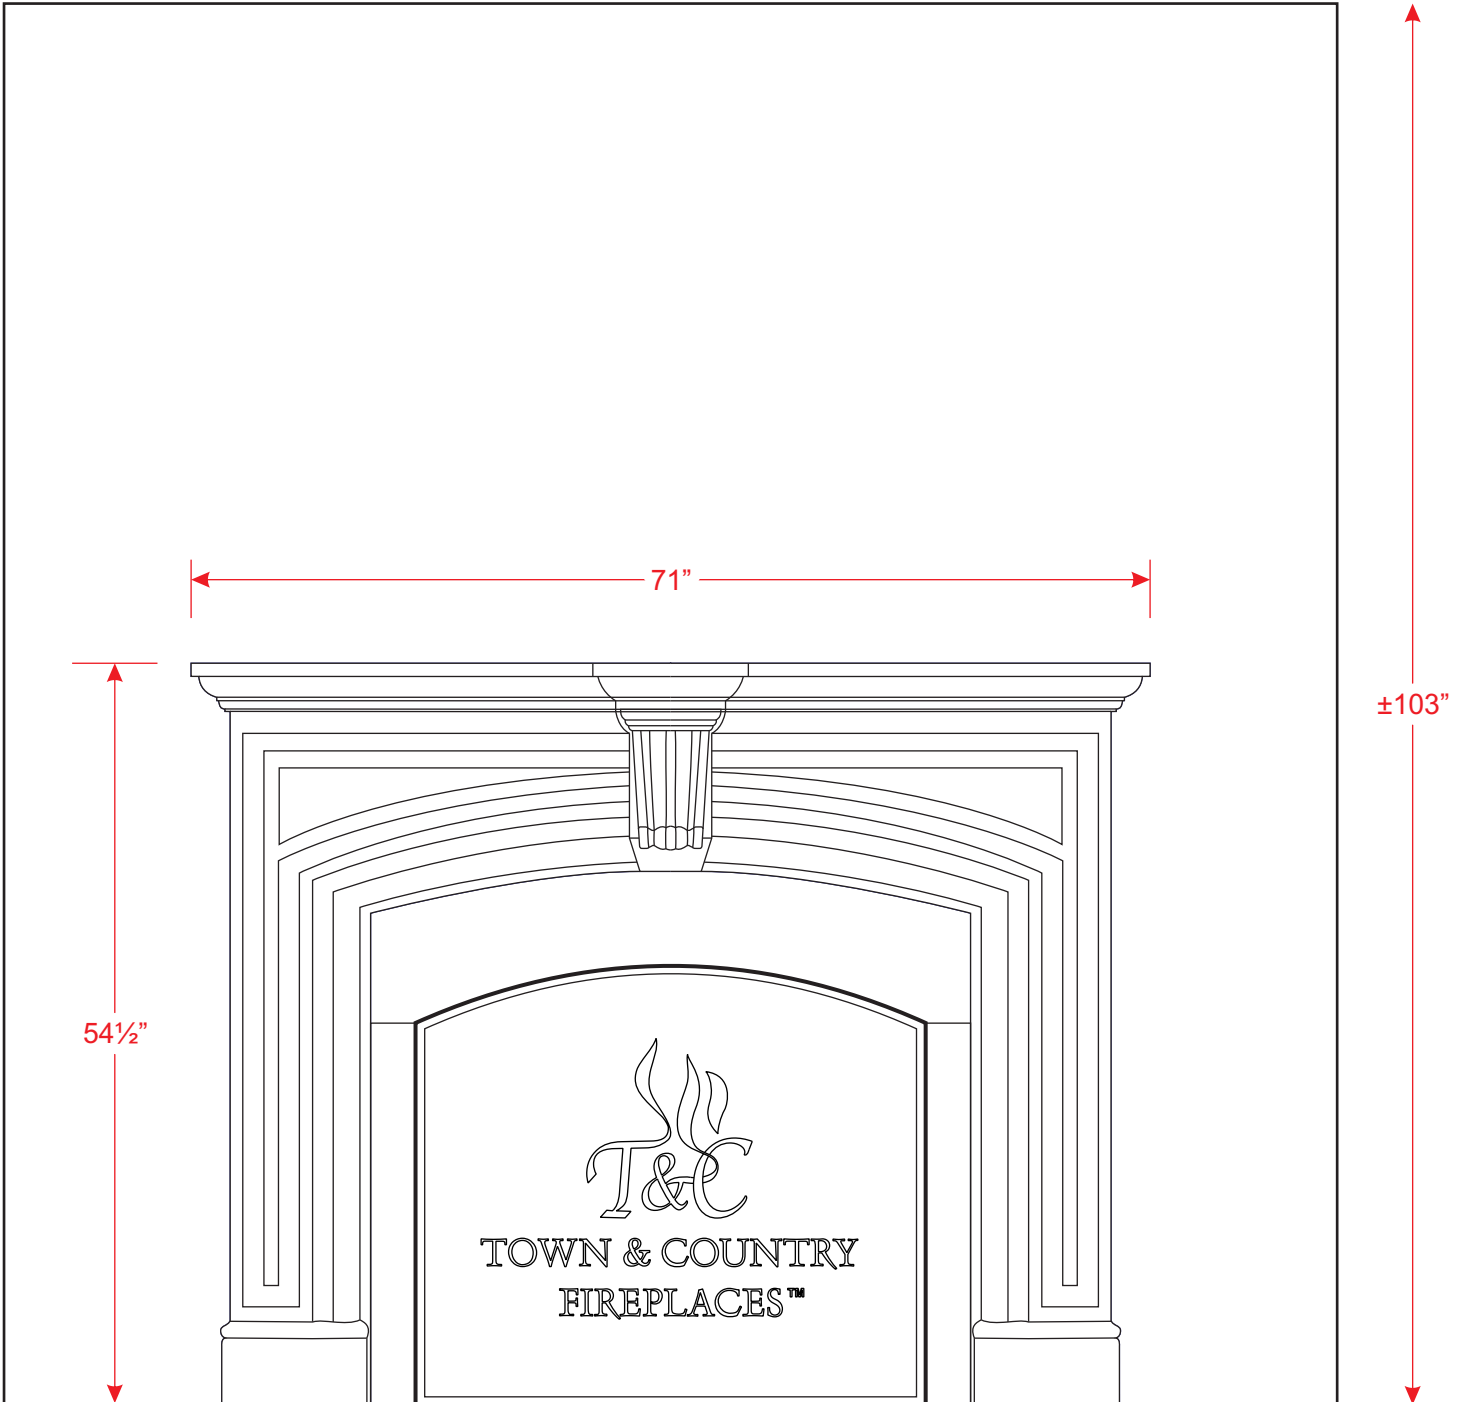 71”
±103”
54½”
T&C
TOWN & COUNTRY
FIREPLACES™